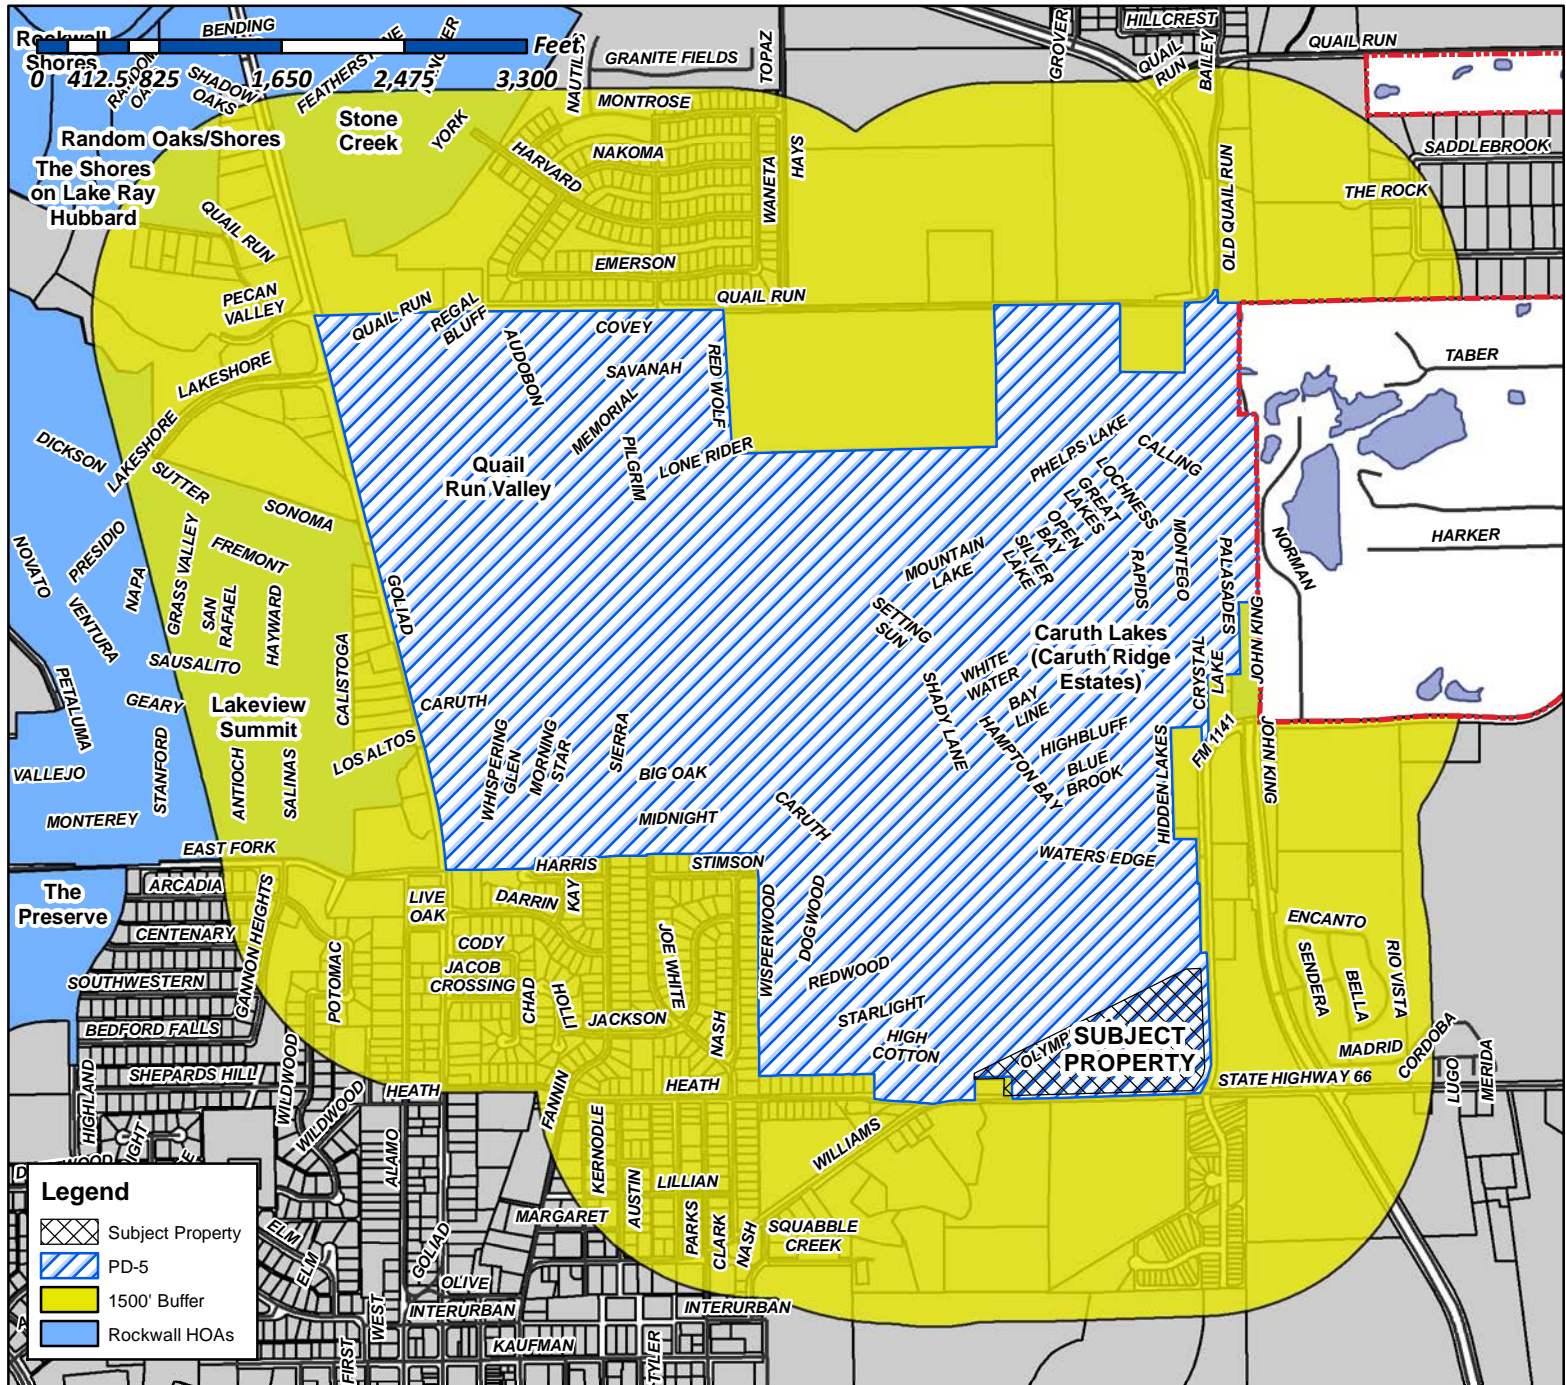 Rockwall
Shores
BENDING
Feet
0 412.5 825 1,650 2,475 3,300
SHADOW
OAKS
FEATHERSTONE
NAUTILUS
GRANITE FIELDS
TOPAZ
GROVER
HILLCREST
QUAIL
RUN
BAILEY
QUAIL RUN
Random Oaks/Shores
Stone
Creek
YORK
MONTROSE
HARVARD
NAKOMA
WANETA
HAYS
OLD QUAIL RUN
SADDLEBROOK
THE ROCK
The Shores
on Lake Ray
Hubbard
QUAIL RUN
EMERSON
QUAIL RUN
PECAN
VALLEY
QUAIL RUN
REGAL
BLUFF
COVEY
AUDOBON
SAVANAH
RED WOLF
TABER
LAKESHORE
MEMORIAL
LAKESHORE
DICKSON
PILGRIM
LONE RIDER
PHELPS LAKE
CALLING
Quail
Run Valley
SUTTER
SONOMA
LOCHNESS
GREAT
LAKES
OPEN
BAY
SILVER
LAKE
MONTEGO
RAPIDS
PALASADES
NORMAN
HARKER
NOVATO
PRESIDIO
GRASS VALLEY
FREMONT
MOUNTAIN
LAKE
NAPA
VENTURA
SAN
RAFAEL
HAYWARD
GOLIAD
SETTING
SUN
JOHN KING
Caruth Lakes
(Caruth Ridge
Estates)
SAUSALITO
CALISTOGA
PETALUMA
GEARY
Lakeview
Summit
CARUTH
WHITE
WATER
BAY
LINE
SHADY LANE
CRYSTAL
LAKE
HAMPTON BAY
HIGHBLUFF
BLUE
BROOK
HIDDEN LAKES
FM 1141
JOHN KING
VALLEJO
STANFORD
ANTIOCH
SALINAS
LOS ALTOS
WHISPERING
GLEN
MORNING
STAR
SIERRA
BIG OAK
MONTEREY
MIDNIGHT
CARUTH
EAST FORK
HARRIS
STIMSON
WATERS EDGE
The
Preserve
ARCADIA
LIVE
OAK
DARRIN
KAY
CENTENARY
GANNON HEIGHTS
CODY
JOE WHITE
WISPERWOOD
DOGWOOD
ENCANTO
SENDERA
BELLA
RIO VISTA
SOUTHWESTERN
POTOMAC
JACOB
CROSSING
CHAD
HOLLI
REDWOOD
BEDFORD FALLS
JACKSON
NASH
STARLIGHT
HIGH
COTTON
SUBJECT
PROPERTY
MADRID
CORDOBA
SHEPARDS HILL
WILDWOOD
HEATH
HEATH
STATE HIGHWAY 66
LUGO
MERIDA
HIGHLAND
WILDWOOD
FANNIN
KERNODLE
WILLIAMS
ALAMO
AUSTIN
LILLIAN
PARKS
CLARK
NASH
MARGARET
SQUABBLE
CREEK
ELM
ELM
GOLIAD
OLIVE
WEST
INTERURBAN
INTERURBAN
KAUFMAN
FIRST
TYLER
Legend
Subject Property
PD-5
1500' Buffer
Rockwall HOAs